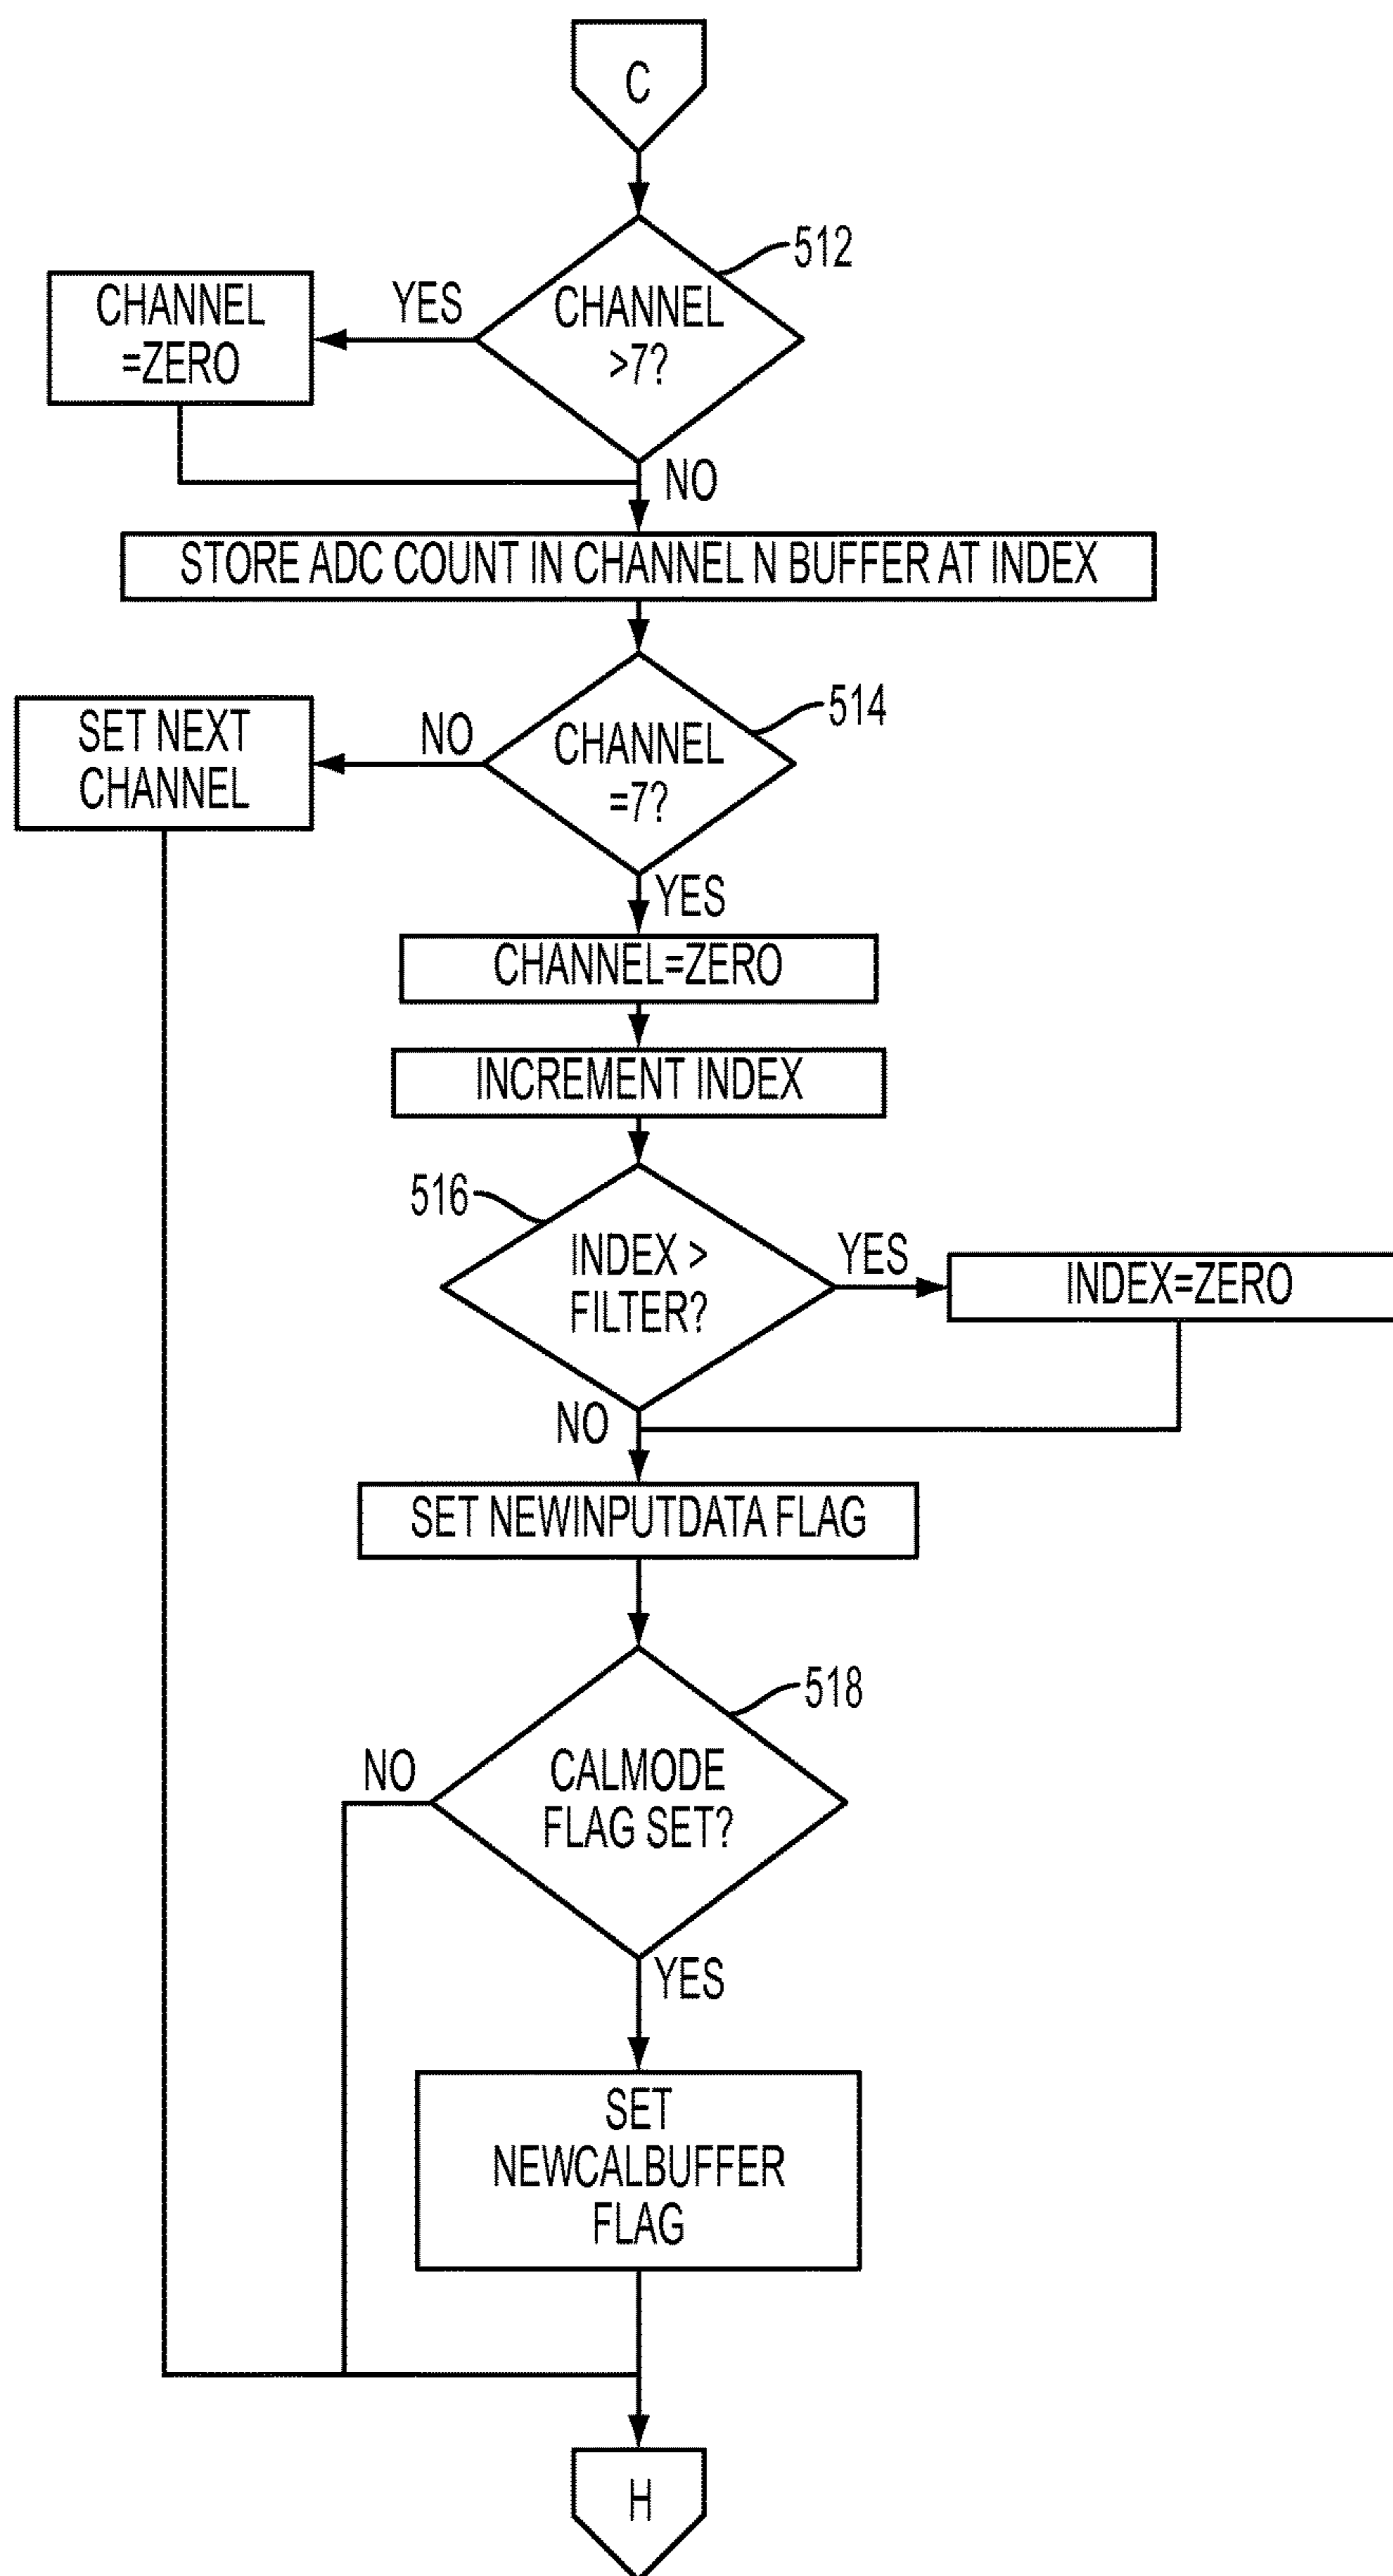 C
512
CHANNEL
>7?
YES
CHANNEL
=ZERO
NO
STORE ADC COUNT IN CHANNEL N BUFFER AT INDEX
514
CHANNEL
=7?
NO
SET NEXT
CHANNEL
YES
CHANNEL=ZERO
INCREMENT INDEX
516
INDEX >
FILTER?
YES
INDEX=ZERO
NO
SET NEWINPUTDATA FLAG
518
CALMODE
FLAG SET?
NO
YES
SET
NEWCALBUFFER
FLAG
H